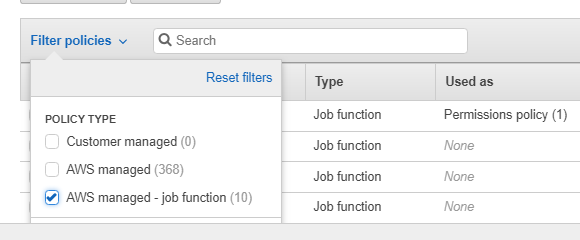 Filter policies
Search
Reset filters
Type
Used as
POLICY TYPE
Customer managed (0)
AWS managed (368)
AWS managed - job function (10)
Job function
Permissions policy (1)
Job function
None
Job function
None
Job function
None